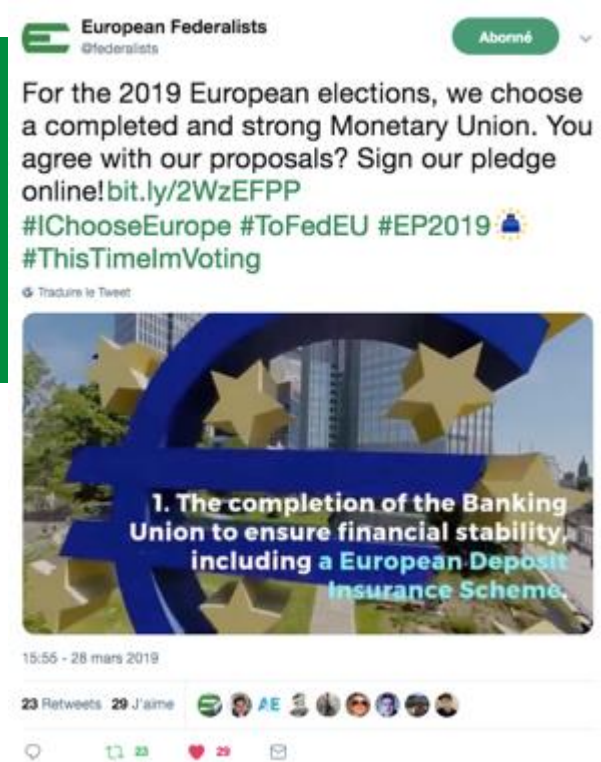 European Federalists
@federalists
Abonné
For the 2019 European elections, we choose
a completed and strong Monetary Union. You
agree with our proposals? Sign our pledge
online!bit.ly/2WzEFPP
#IChooseEurope #ToFedEU #EP2019
#ThisTimeImVoting
Traduire le Tweet
1. The completion of the Banking
Union to ensure financial stability,
including a European Deposit
Insurance Scheme.
15:55 - 28 mars 2019
23 Retweets 29 J'aime
AE
23 29